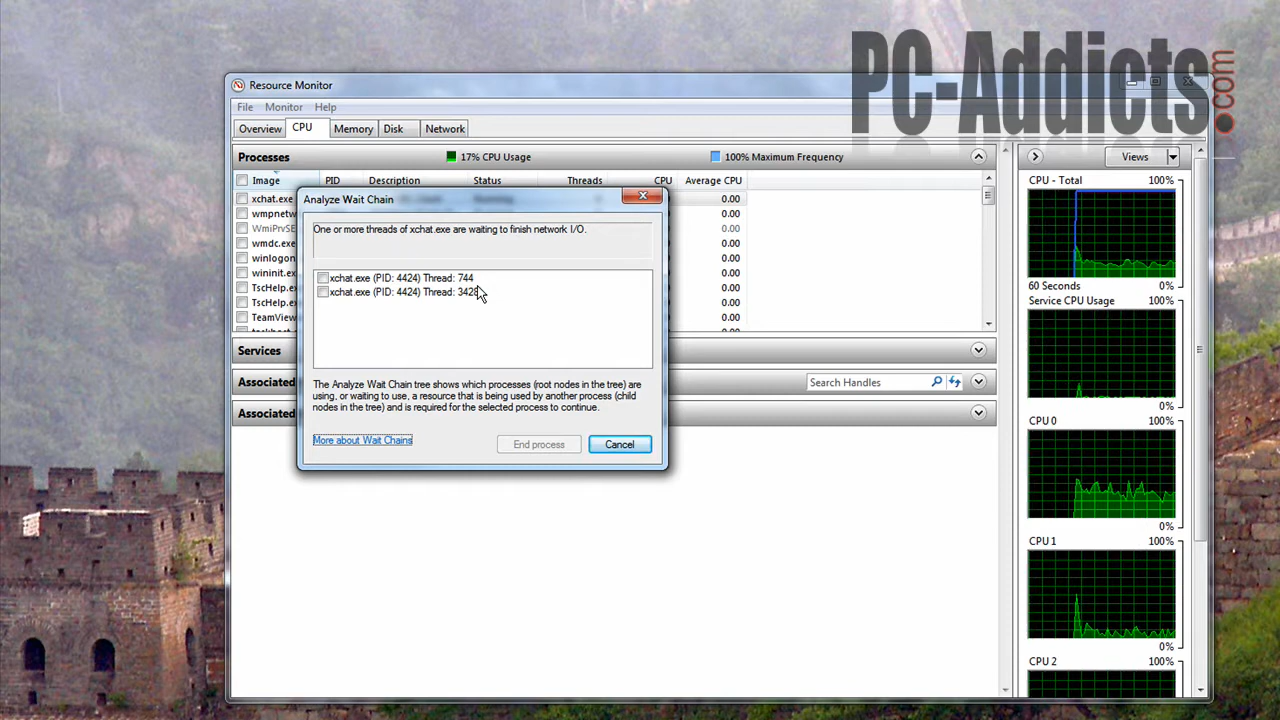 PC-Addicts.com
Resource Monitor
File Monitor Help
Overview CPU Memory Disk Network
Processes 17% CPU Usage 100% Maximum Frequency Views
Image PID Description Status Threads CPU Average CPU
xchat.exe 0.00
wmpnetw 0.00
WmiPrvSE 0.00
wmdc.exe 0.00
winlogon 0.00
wininit.e 0.00
TscHelp.e 0.00
TscHelp.e 0.00
TeamView 0.00
0.00
Analyze Wait Chain
One or more threads of xchat.exe are waiting to finish network I/O.
xchat.exe (PID: 4424) Thread: 744
xchat.exe (PID: 4424) Thread: 3428
The Analyze Wait Chain tree shows which processes (root nodes in the tree) are
using, or waiting to use, a resource that is being used by another process (child
nodes in the tree) and is required for the selected process to continue.
More about Wait Chains
End process Cancel
Services
Associated Search Handles
Associated
CPU - Total 100%
60 Seconds 0%
Service CPU Usage 100%
0%
CPU 0 100%
0%
CPU 1 100%
0%
CPU 2 100%